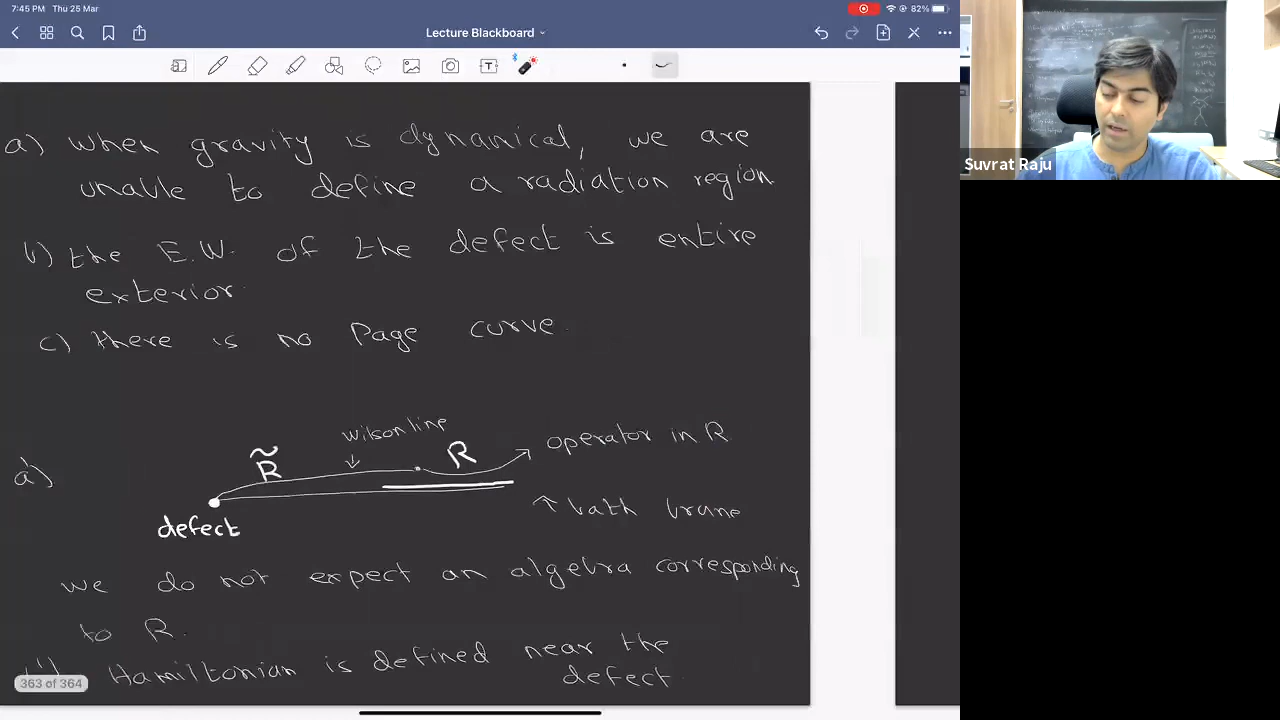 7:45 PM Thu 25 Mar
82%
Lecture Blackboard
Suvrat Raju
a) When gravity is dynamical, we are
unable to define a radiation region
b) the E.W. of the defect is entire
exterior.
c) there is no Page curve.
wilson line
R̃
R
operator in R
a')
defect
↑ bath brane
we do not expect an algebra corresponding
to R.
Hamiltonian is defined near the
defect.
363 of 364